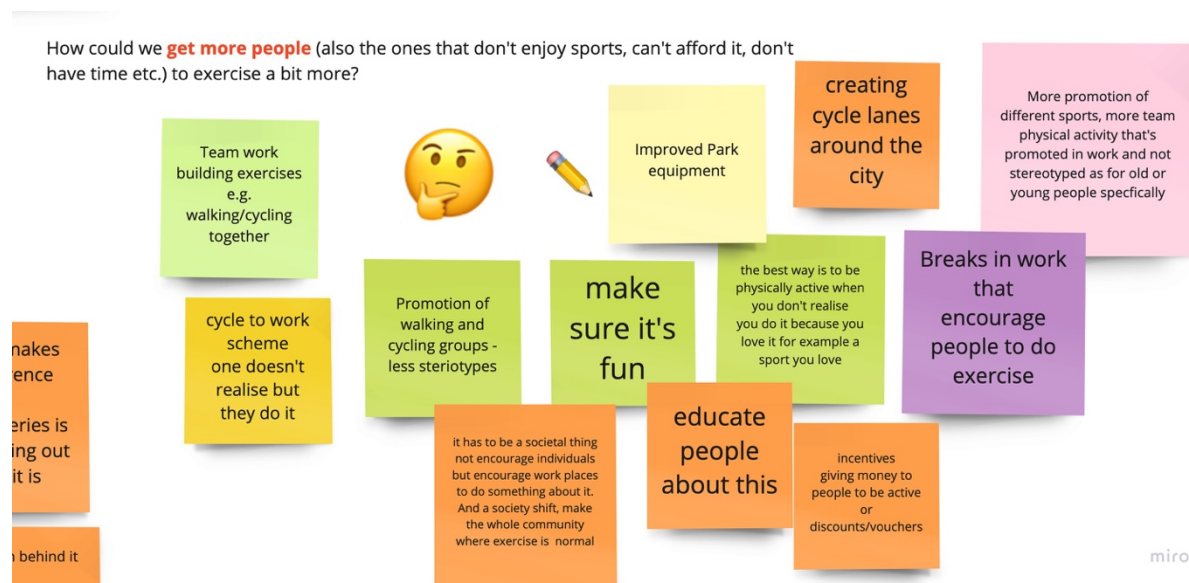 How could we get more people (also the ones that don't enjoy sports, can't afford it, don't
have time etc.) to exercise a bit more?
Team work
building exercises
e.g.
walking/cycling
together
Improved Park
equipment
creating
cycle lanes
around the
city
More promotion of
different sports, more team
physical activity that's
promoted in work and not
stereotyped as for old or
young people specfically
cycle to work
scheme
one doesn't
realise but
they do it
Promotion of
walking and
cycling groups -
less steriotypes
make
sure it's
fun
the best way is to be
physically active when
you don't realise
you do it because you
love it for example a
sport you love
Breaks in work
that
encourage
people to do
exercise
it has to be a societal thing
not encourage individuals
but encourage work places
to do something about it.
And a society shift, make
the whole community
where exercise is normal
educate
people
about this
incentives
giving money to
people to be active
or
discounts/vouchers
is
out
it is
behind it
miro